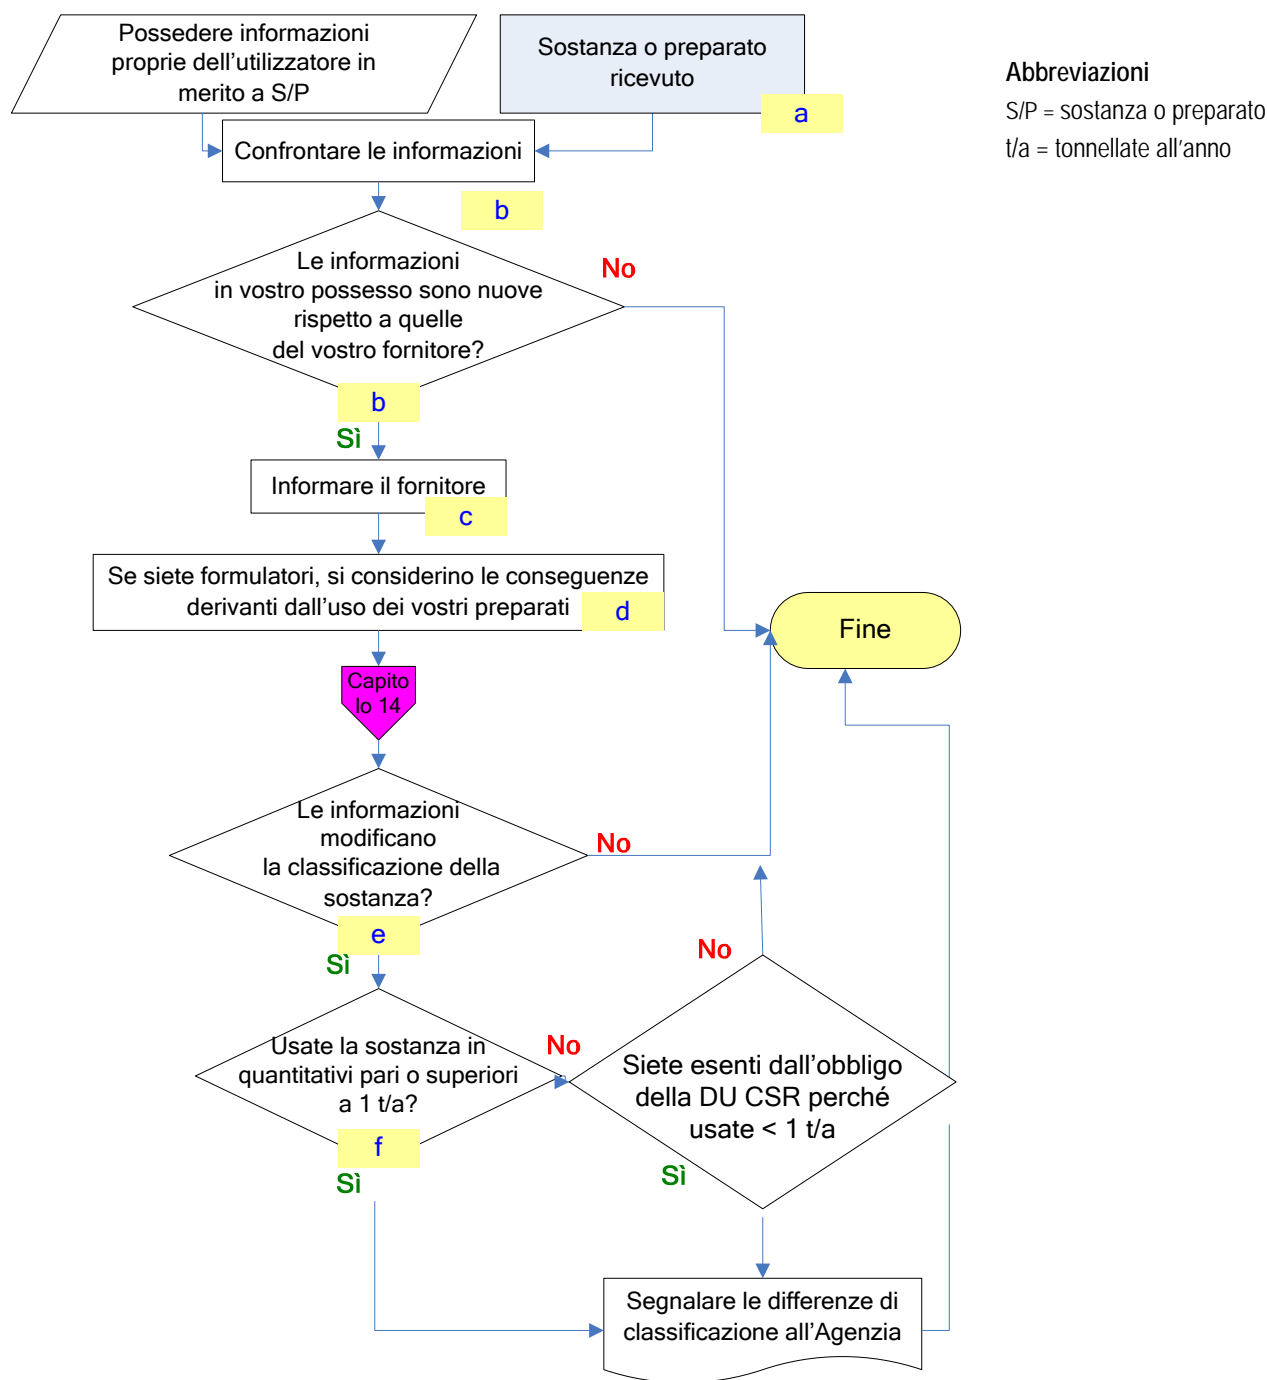 Possedere informazioni
proprie dell'utilizzatore in
merito a S/P
Sostanza o preparato
ricevuto
a
Abbreviazioni
S/P = sostanza o preparato
t/a = tonnellate all'anno
Confrontare le informazioni
b
Le informazioni
in vostro possesso sono nuove
rispetto a quelle
del vostro fornitore?
No
b
Sì
Informare il fornitore
c
Se siete formulatori, si considerino le conseguenze
derivanti dall'uso dei vostri preparati
d
Fine
Capito
lo 14
Le informazioni
modificano
la classificazione della
sostanza?
No
e
Sì
No
Usate la sostanza in
quantitativi pari o superiori
a 1 t/a?
No
f
Sì
Siete esenti dall'obbligo
della DU CSR perché
usate < 1 t/a
Sì
Segnalare le differenze di
classificazione all'Agenzia